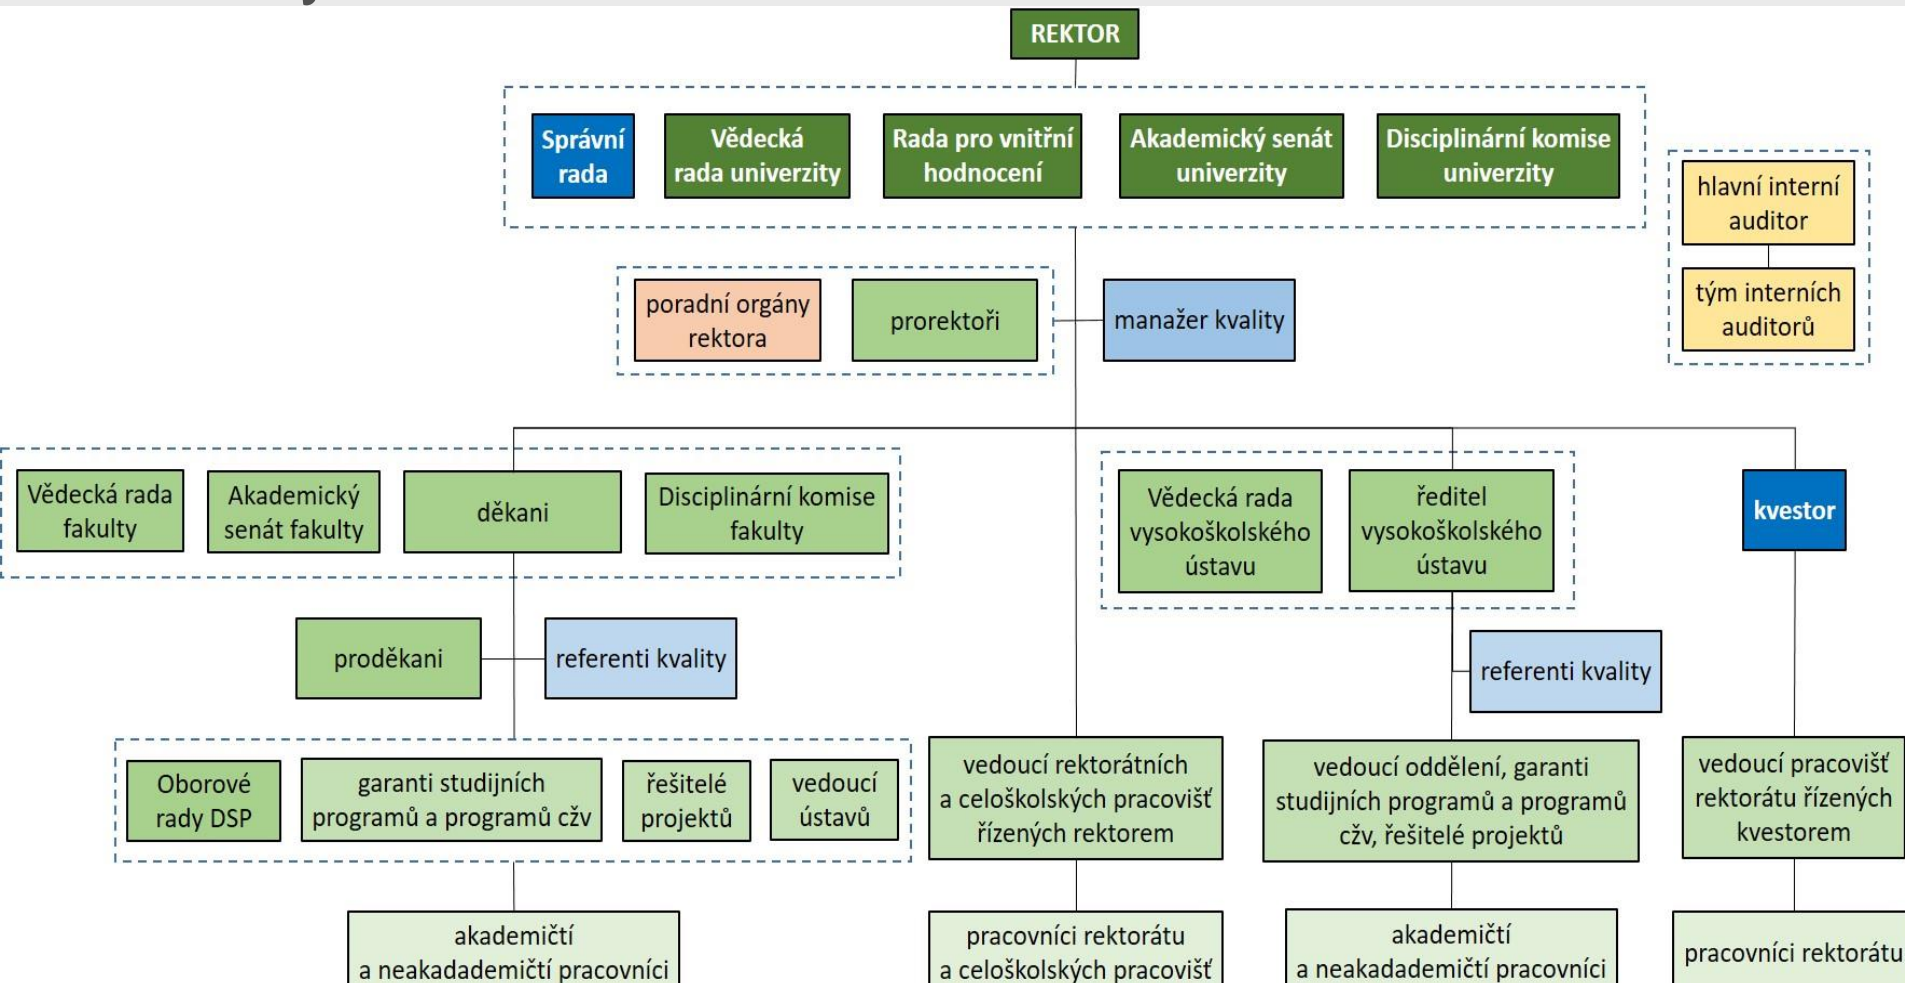 REKTOR
Správní
rada
Vědecká
rada univerzity
Rada pro vnitřní
hodnocení
Akademický senát
univerzity
Disciplinární komise
univerzity
hlavní interní
auditor
tým interních
auditorů
poradní orgány
rektora
prorektoři
manažer kvality
Vědecká rada
fakulty
Akademický
senát fakulty
děkani
Disciplinární komise
fakulty
Vědecká rada
vysokoškolského
ústavu
ředitel
vysokoškolského
ústavu
kvestor
proděkani
referenti kvality
referenti kvality
Oborové
rady DSP
garanti studijních
programů a programů cžv
řešitelé
projektů
vedoucí
ústavů
vedoucí rektorátních
a celoškolských pracovišť
řízených rektorem
vedoucí oddělení, garanti
studijních programů a programů
cžv, řešitelé projektů
vedoucí pracovišť
rektorátu řízených
kvestorem
akademičtí
a neakadademičtí pracovníci
pracovníci rektorátu
a celoškolských pracovišť
akademičtí
a neakadademičtí pracovníci
pracovníci rektorátu